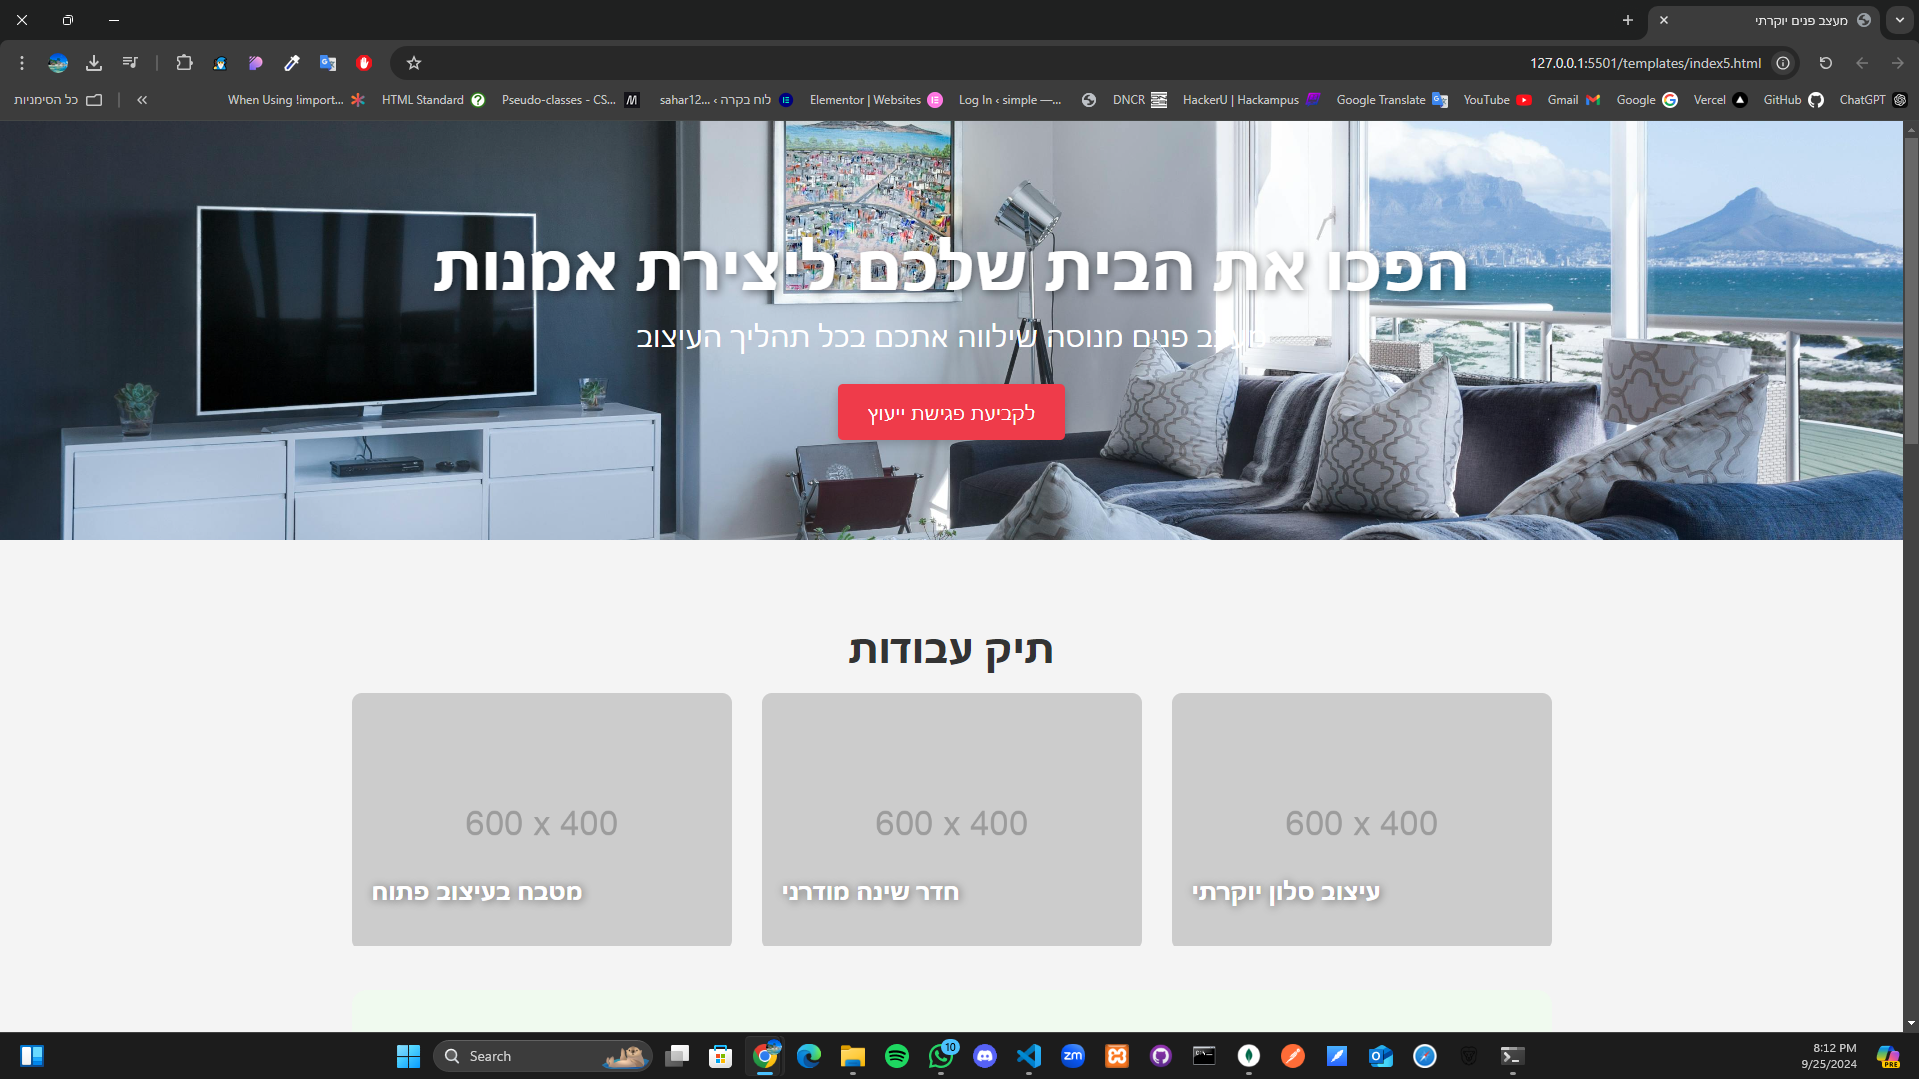 מעצב פנים יוקרתי
127.0.0.1:5501/templates/index5.html
ChatGPT
GitHub
Vercel
Google
Gmail
YouTube
Google Translate
HackerU | Hackampus
DNCR
Log In ‹ simple —...
Elementor | Websites
לוח בקרה ‹ sahar12...
Pseudo-classes - CS...
HTML Standard
When Using !import...
כל הסימניות
הפכו את הבית שלכם ליצירת אמנות
מעצב פנים מנוסה שילווה אתכם בכל תהליך העיצוב
לקביעת פגישת ייעוץ
תיק עבודות
600 x 400
עיצוב סלון יוקרתי
600 x 400
חדר שינה מודרני
600 x 400
מטבח בעיצוב פתוח
Search
10
zm
PRE
8:12 PM
9/25/2024